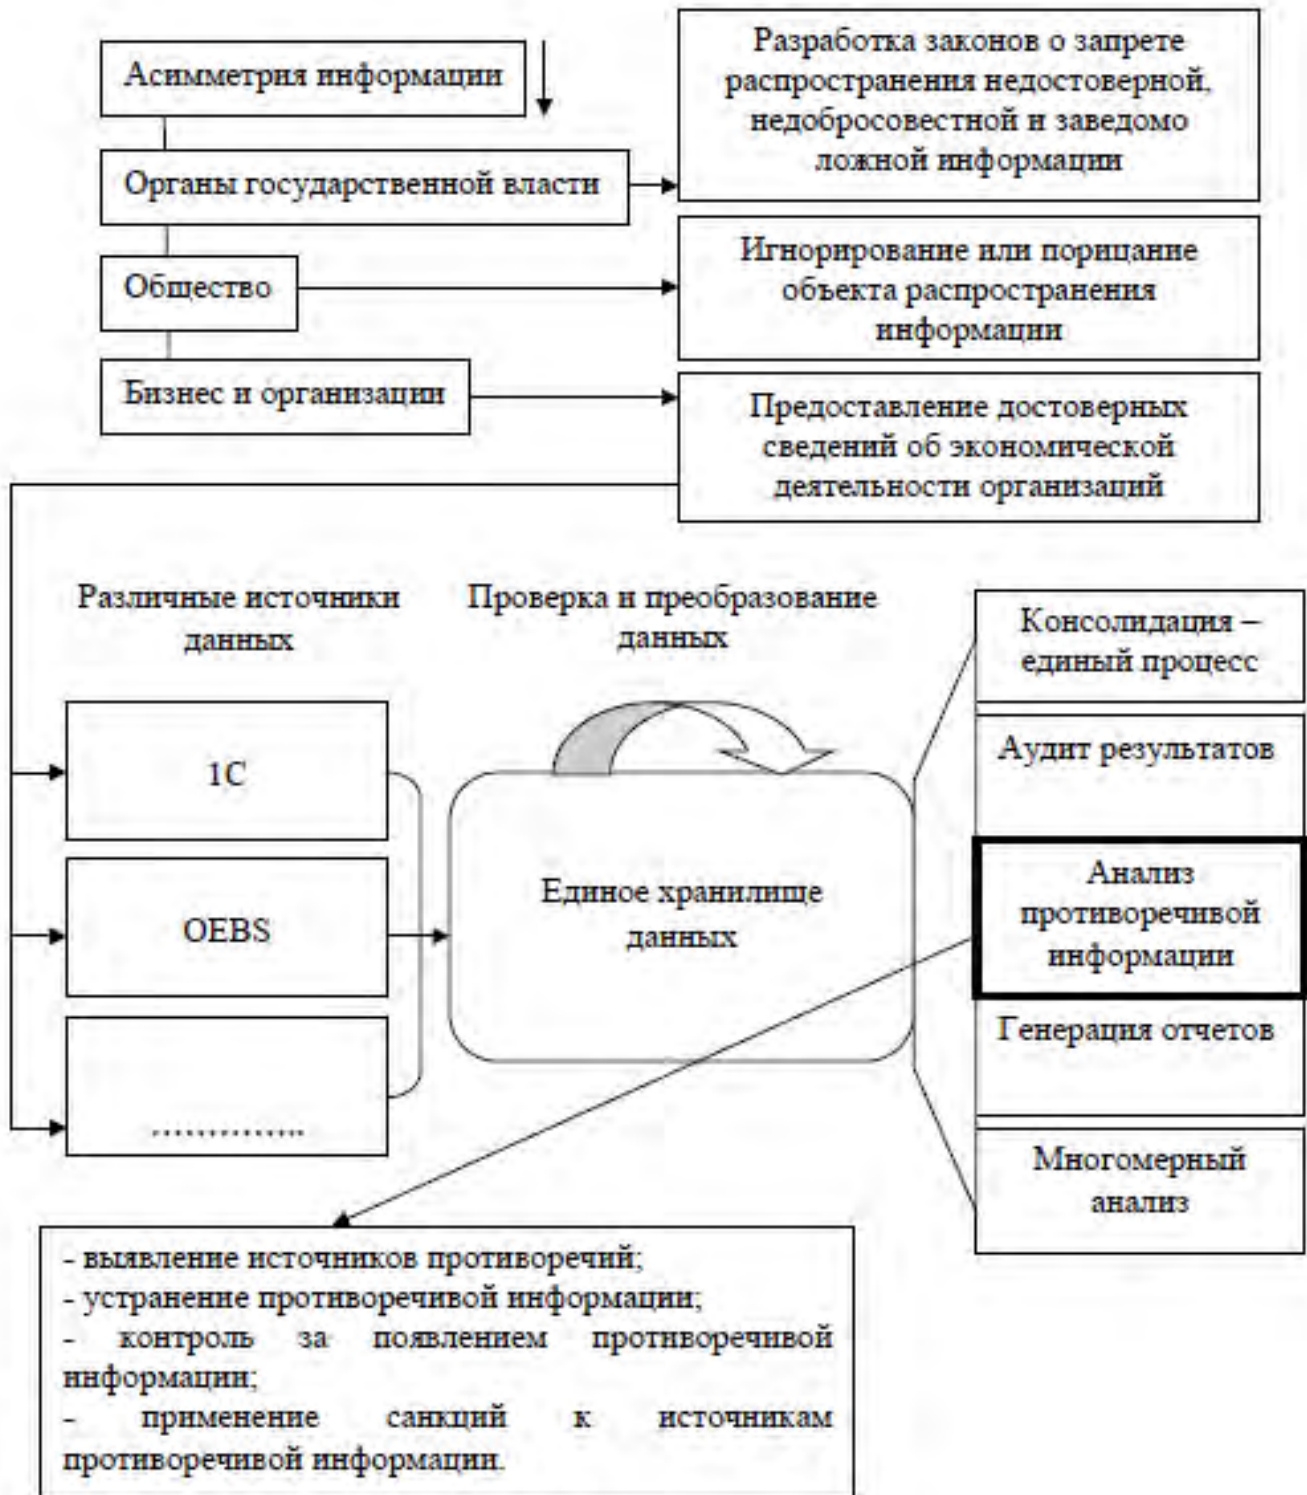 Асимметрия информации
Разработка законов о запрете
распространения недостоверной,
недобросовестной и заведомо
ложной информации
Органы государственной власти
Общество
Игнорирование или порицание
объекта распространения
информации
Бизнес и организации
Предоставление достоверных
сведений об экономической
деятельности организаций
Различные источники
данных
Проверка и преобразование
данных
1С
OEBS
..............
Единое хранилище
данных
Консолидация –
единый процесс
Аудит результатов
Анализ
противоречивой
информации
Генерация отчетов
Многомерный
анализ
- выявление источников противоречий;
- устранение противоречивой информации;
- контроль за появлением противоречивой
информации;
- применение санкций к источникам
противоречивой информации.